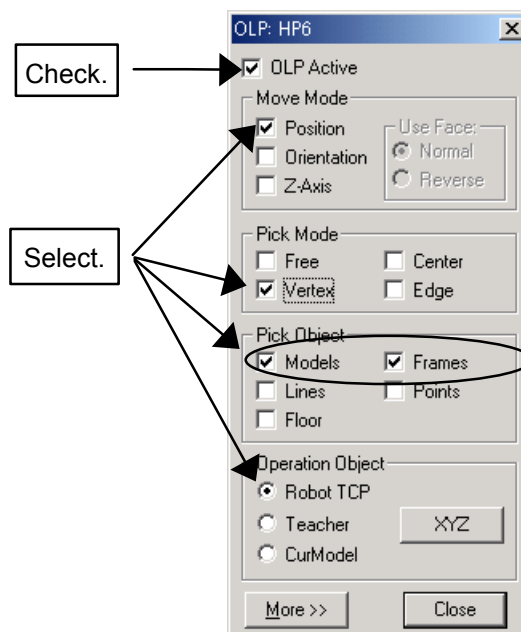 OLP: HP6
Check.
OLP Active
Move Mode
Position
Use Face:
Orientation
Normal
Z-Axis
Reverse
Select.
Pick Mode
Free Center
Vertex Edge
Pick Object
Models Frames
Lines Points
Floor
Operation Object
Robot TCP
Teacher XYZ
CurModel
More >> Close